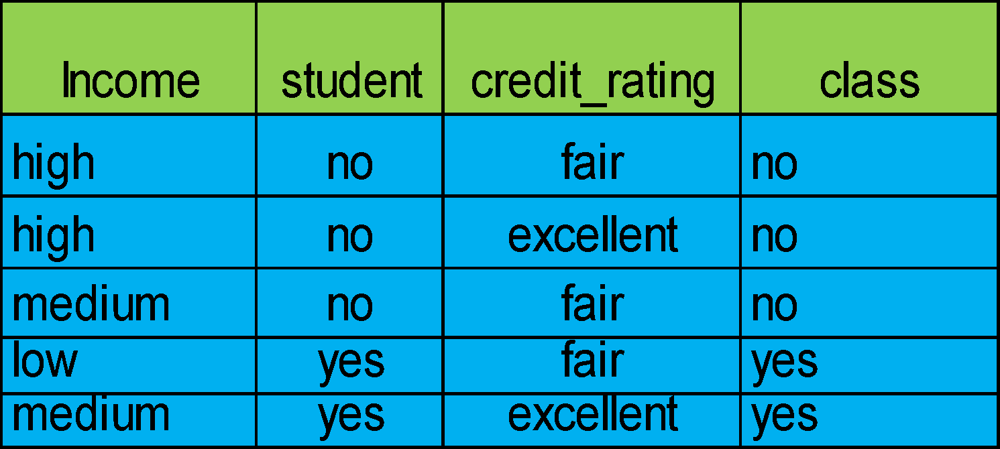 Income student credit_rating class
high no fair no
high no excellent no
medium no fair no
low yes fair yes
medium yes excellent yes